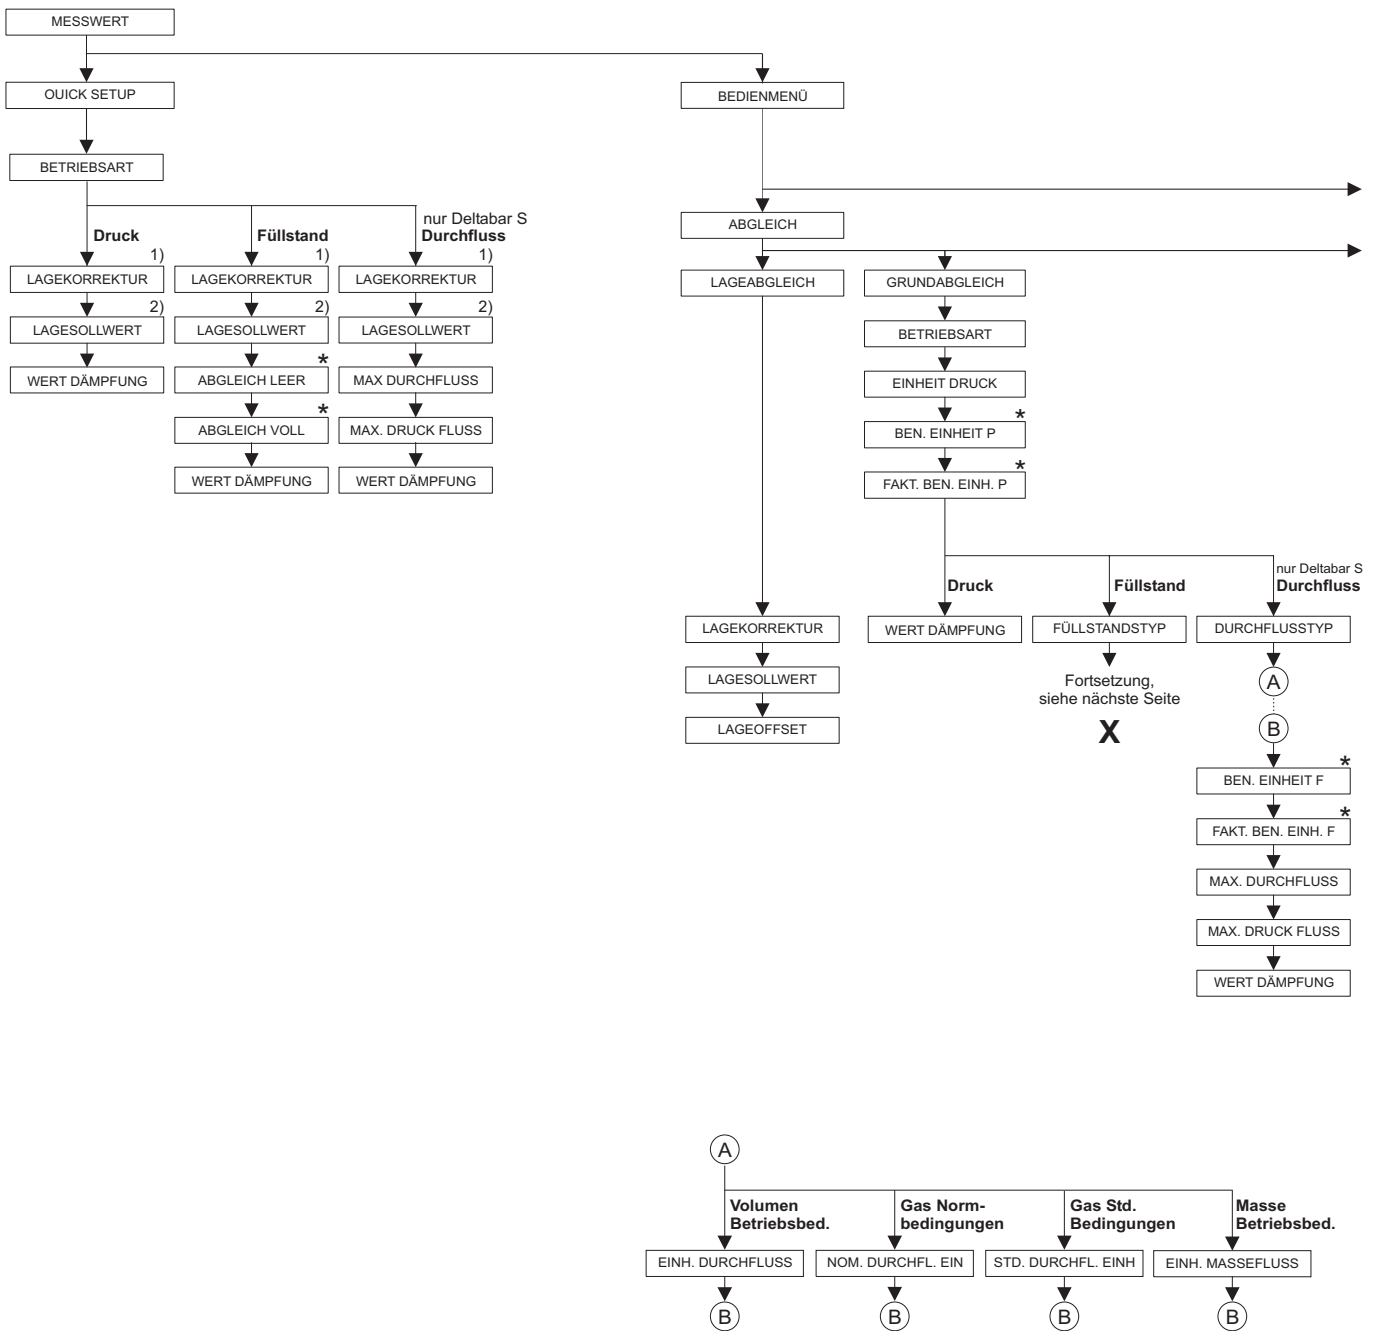 MESSWERT
OUICK SETUP
BEDIENMENÜ
BETRIEBSART
nur Deltabar S
Druck
Füllstand
Durchfluss
1)
1)
1)
LAGEKORREKTUR
LAGEKORREKTUR
LAGEKORREKTUR
2)
2)
2)
LAGESOLLWERT
LAGESOLLWERT
LAGESOLLWERT
*
WERT DÄMPFUNG
ABGLEICH LEER
MAX DURCHFLUSS
*
ABGLEICH VOLL
MAX. DRUCK FLUSS
WERT DÄMPFUNG
WERT DÄMPFUNG
ABGLEICH
LAGEABGLEICH
GRUNDABGLEICH
BETRIEBSART
EINHEIT DRUCK
*
BEN. EINHEIT P
*
FAKT. BEN. EINH. P
nur Deltabar S
Druck
Füllstand
Durchfluss
LAGEKORREKTUR
WERT DÄMPFUNG
FÜLLSTANDSTYP
DURCHFLUSSTYP
LAGESOLLWERT
Fortsetzung,
siehe nächste Seite
A
LAGEOFFSET
X
B
*
BEN. EINHEIT F
*
FAKT. BEN. EINH. F
MAX. DURCHFLUSS
MAX. DRUCK FLUSS
WERT DÄMPFUNG
A
Volumen
Betriebsbed.
Gas Norm-
bedingungen
Gas Std.
Bedingungen
Masse
Betriebsbed.
EINH. DURCHFLUSS
NOM. DURCHFL. EIN
STD. DURCHFL. EINH
EINH. MASSEFLUSS
B
B
B
B